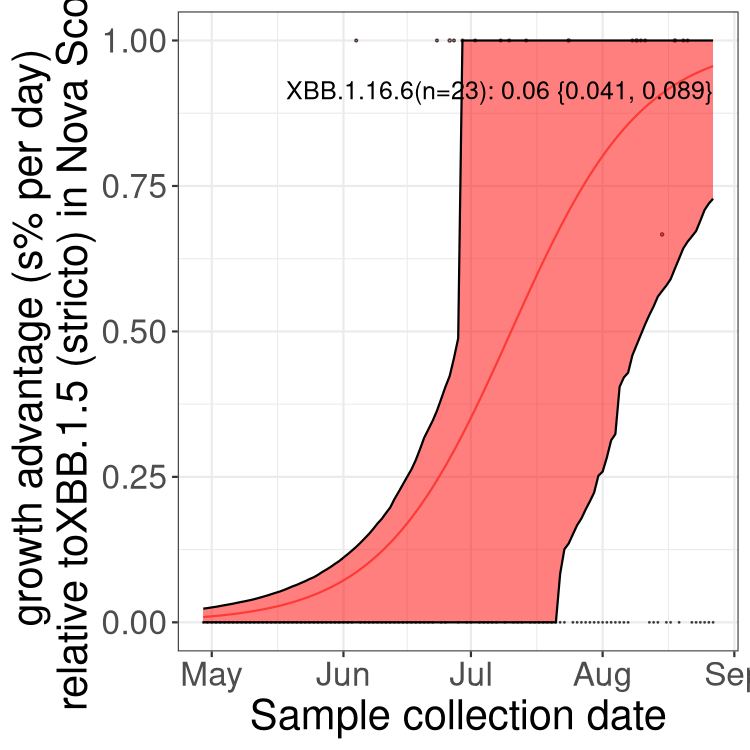 growth advantage (s% per day)
relative toXBB.1.5 (stricto) in Nova Sco
1.00
0.75
0.50
0.25
0.00
XBB.1.16.6(n=23): 0.06 {0.041, 0.089}
May Jun Jul Aug Sep
Sample collection date